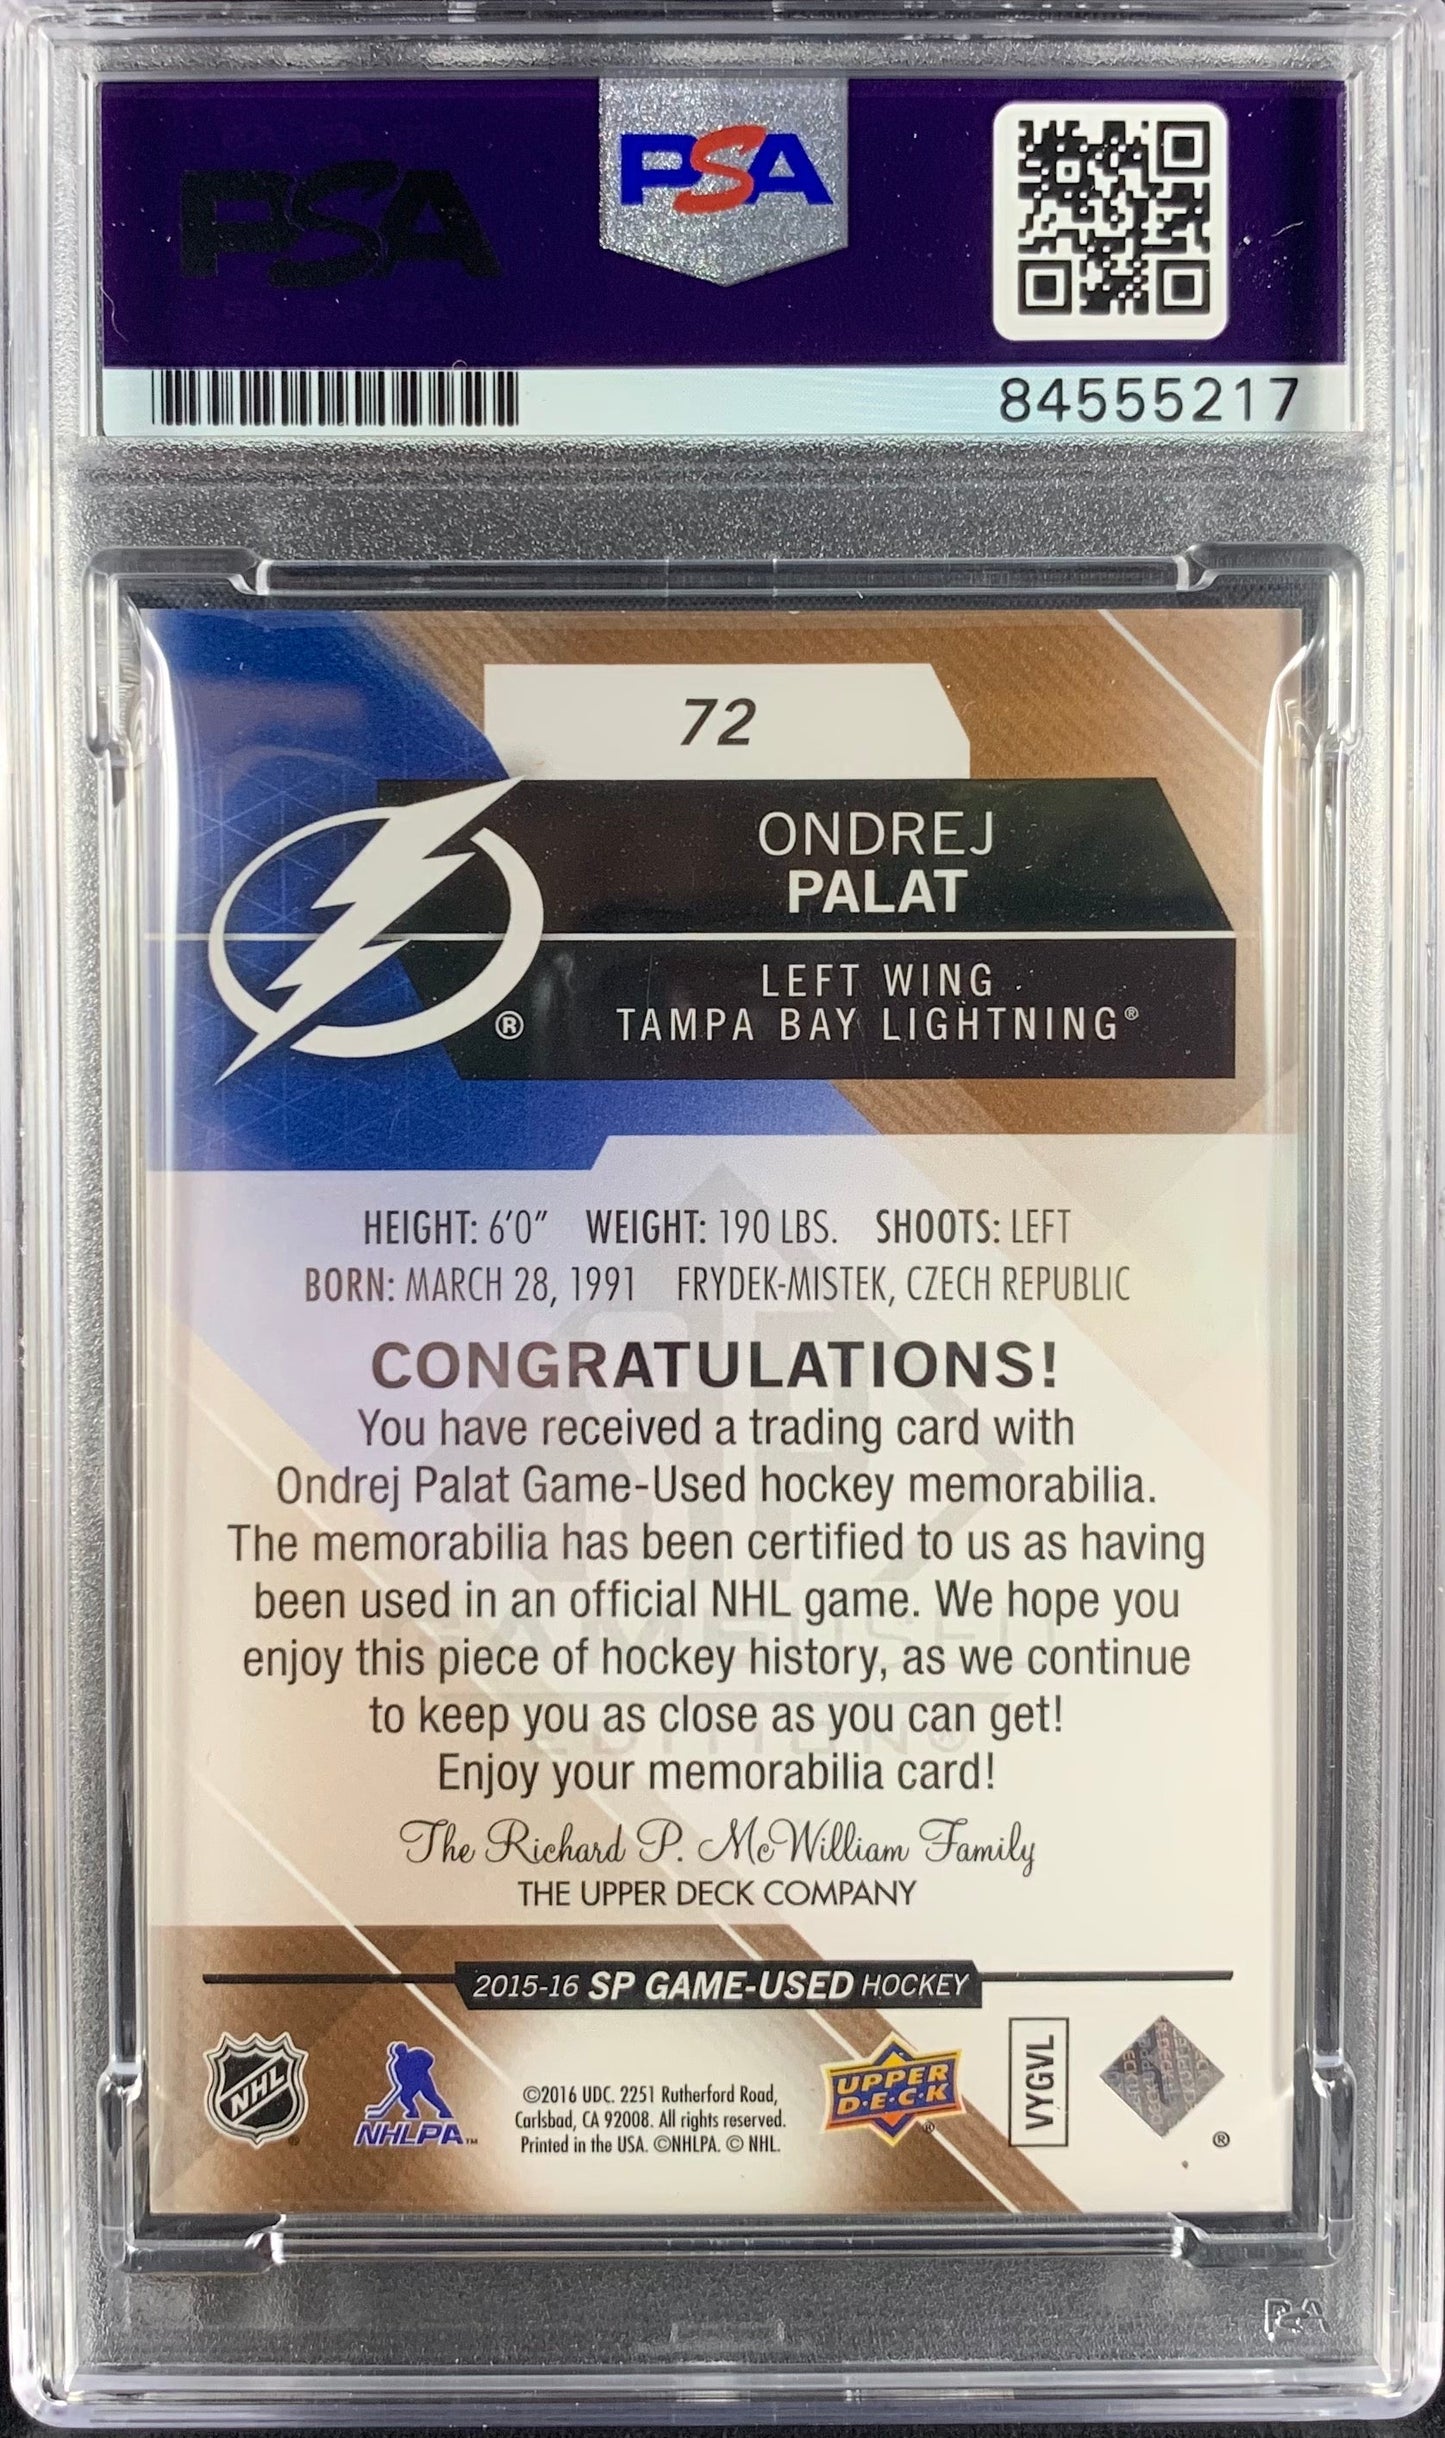 PSA
PSA
84555217
72
ONDREJ
PALAT
LEFT WING
TAMPA BAY LIGHTNING®
®
HEIGHT: 6'0" WEIGHT: 190 LBS. SHOOTS: LEFT
BORN: MARCH 28, 1991 FRYDEK-MISTEK, CZECH REPUBLIC
CONGRATULATIONS!
You have received a trading card with
Ondrej Palat Game-Used hockey memorabilia.
The memorabilia has been certified to us as having
been used in an official NHL game. We hope you
enjoy this piece of hockey history, as we continue
to keep you as close as you can get!
Enjoy your memorabilia card!
The Richard P. McWilliam Family
THE UPPER DECK COMPANY
2015-16 SP GAME-USED HOCKEY
NHL
NHLPA™
©2016 UDC. 2251 Rutherford Road,
Carlsbad, CA 92008. All rights reserved.
Printed in the USA. ©NHLPA. © NHL.
UPPER
D·E·C·K
®
VYGVL
®
PSA